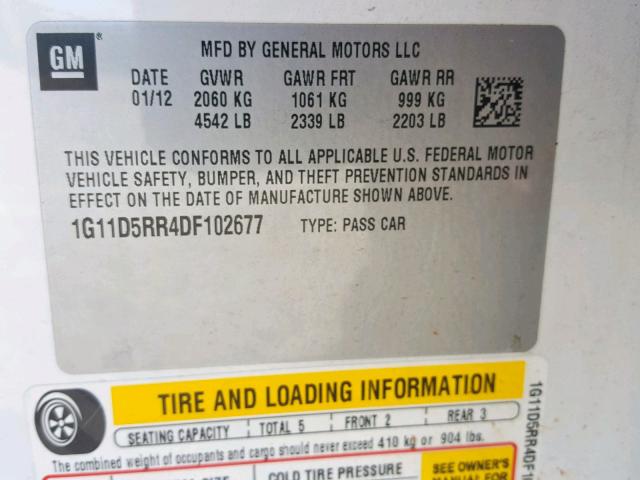 GM
MFD BY GENERAL MOTORS LLC
DATE GVWR GAWR FRT GAWR RR
01/12 2060 KG 1061 KG 999 KG
4542 LB 2339 LB 2203 LB
THIS VEHICLE CONFORMS TO ALL APPLICABLE U.S. FEDERAL MOTOR
VEHICLE SAFETY, BUMPER, AND THEFT PREVENTION STANDARDS IN
EFFECT ON THE DATE OF MANUFACTURE SHOWN ABOVE.
1G11D5RR4DF102677 TYPE: PASS CAR
TIRE AND LOADING INFORMATION
SEATING CAPACITY TOTAL 5 FRONT 2 REAR 3
The combined weight of occupants and cargo should never exceed 410 kg or 904 lbs.
COLD TIRE PRESSURE
SEE OWNER'S
MANUAL FOR
1G11D5RR4DF1